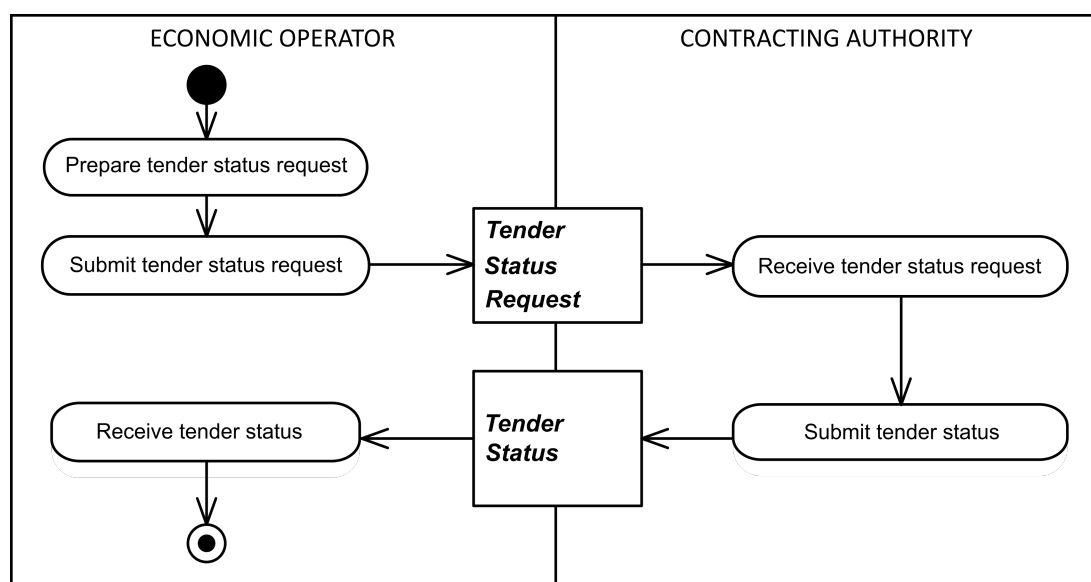 ECONOMIC OPERATOR
CONTRACTING AUTHORITY
Prepare tender status request
Submit tender status request
Tender
Status
Request
Receive tender status request
Receive tender status
Tender
Status
Submit tender status